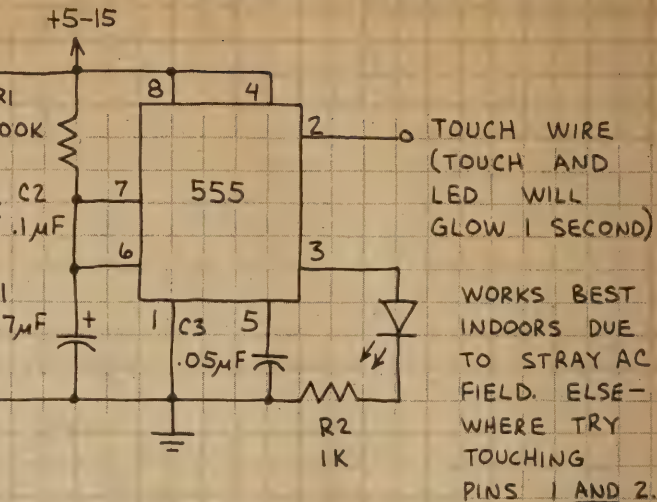 +5-15
R1
00K
8
4
2
TOUCH WIRE
(TOUCH AND
LED WILL
GLOW 1 SECOND)
C2
.1µF
7
555
6
3
1
7µF
+
1
C3
.05µF
5
R2
1K
WORKS BEST
INDOORS DUE
TO STRAY AC
FIELD. ELSE-
WHERE TRY
TOUCHING
PINS 1 AND 2.